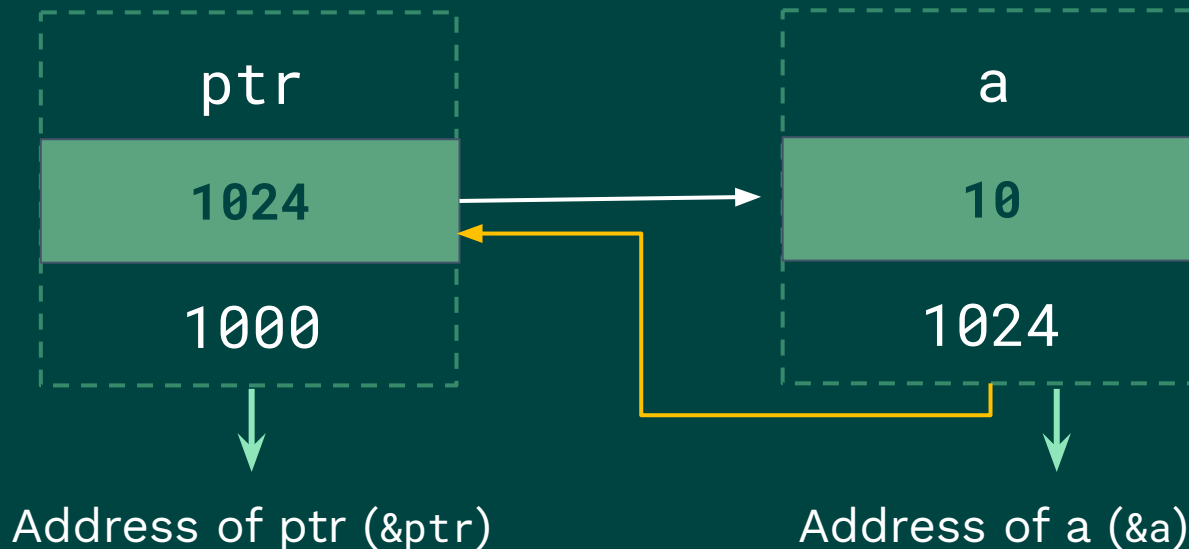 ptr
a
1024
10
1000
1024
Address of ptr (&ptr)
Address of a (&a)